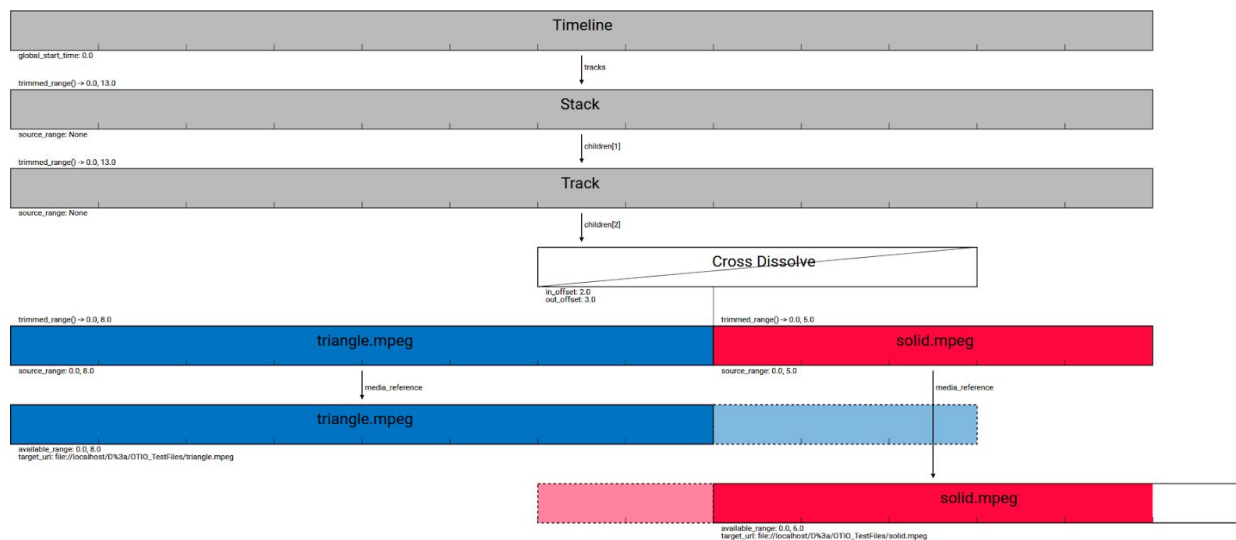 Timeline
global_start_time: 0.0
tracks
trimmed_range() -> 0.0, 13.0
Stack
source_range: None
children[1]
trimmed_range() -> 0.0, 13.0
Track
source_range: None
children[2]
Cross Dissolve
in_offset: 2.0
out_offset: 3.0
trimmed_range() -> 0.0, 8.0
trimmed_range() -> 0.0, 5.0
triangle.mpeg
solid.mpeg
source_range: 0.0, 8.0
source_range: 0.0, 5.0
media_reference
media_reference
triangle.mpeg
available_range: 0.0, 8.0
target_url: file://localhost/D%3a/OTIO_TestFiles/triangle.mpeg
solid.mpeg
available_range: 0.0, 6.0
target_url: file://localhost/D%3a/OTIO_TestFiles/solid.mpeg